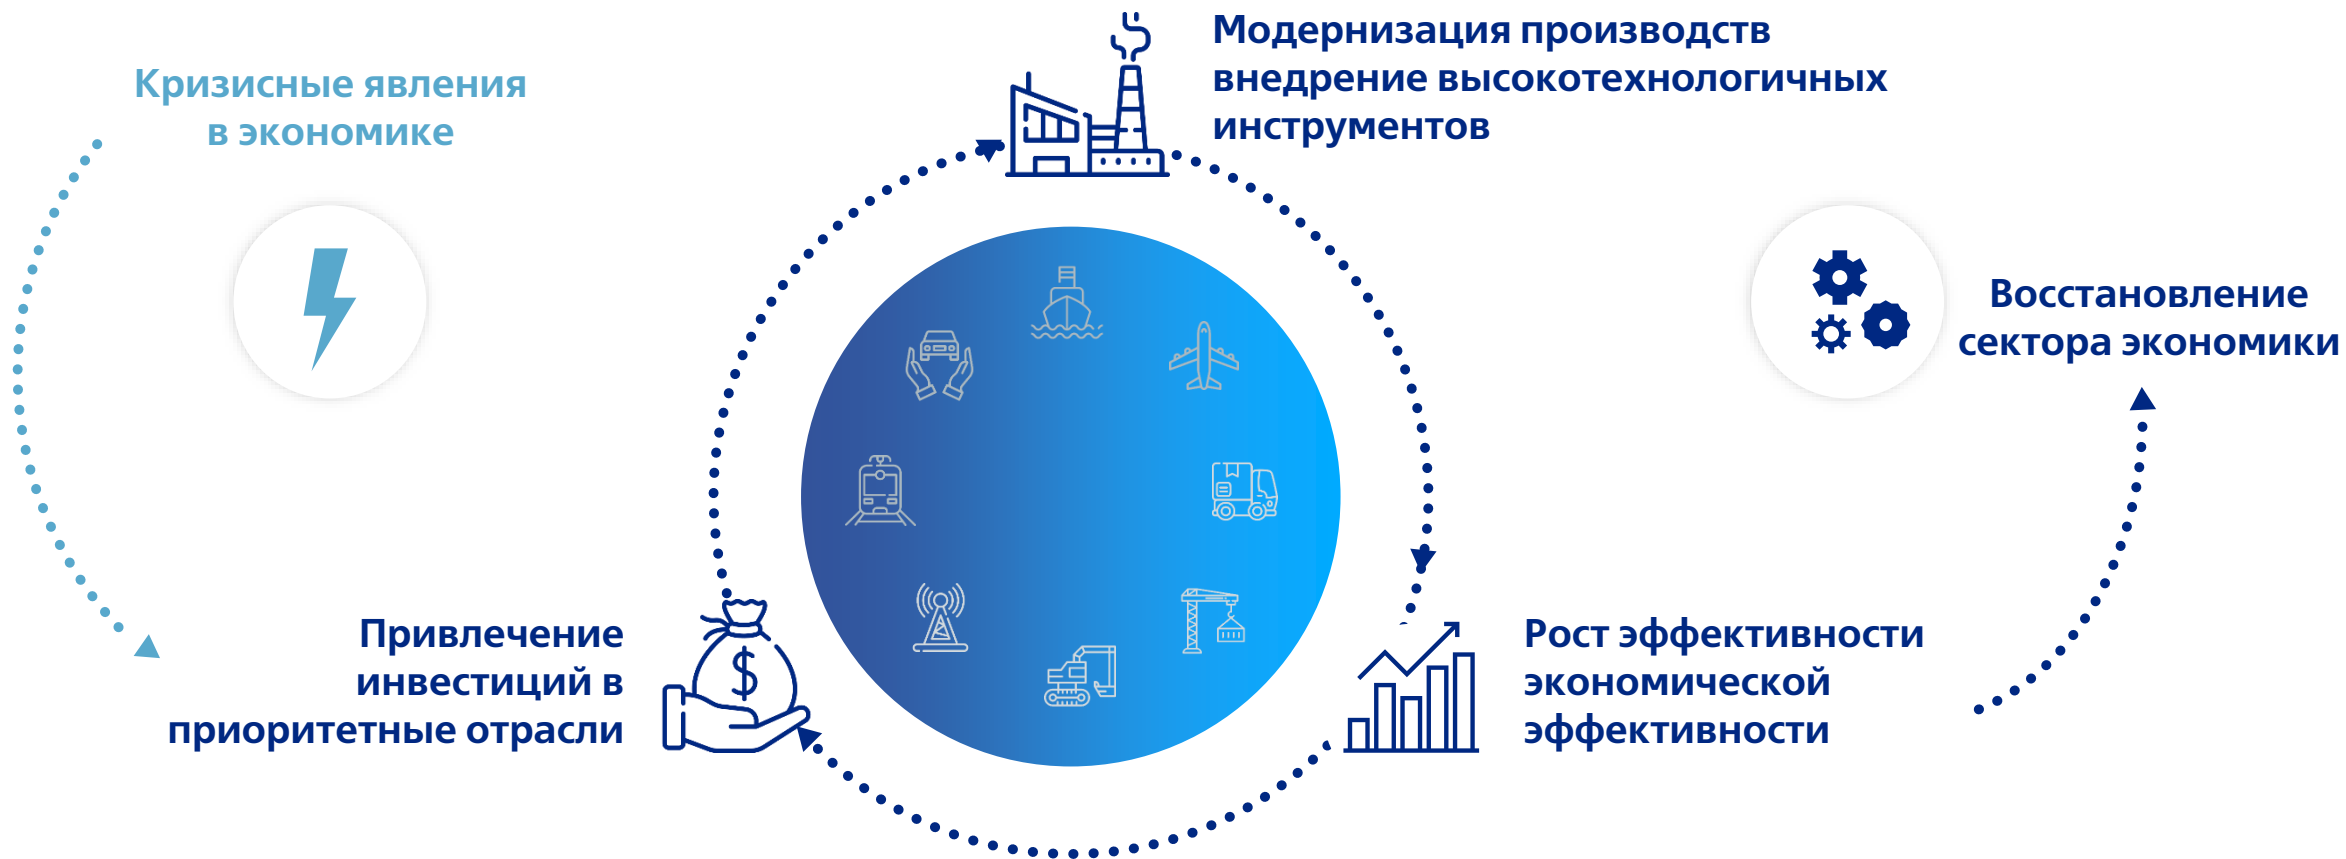 Кризисные явления
в экономике
Модернизация производств
внедрение высокотехнологичных
инструментов
Восстановление
сектора экономики
Привлечение
инвестиций в
приоритетные отрасли
$
Рост эффективности
экономической
эффективности